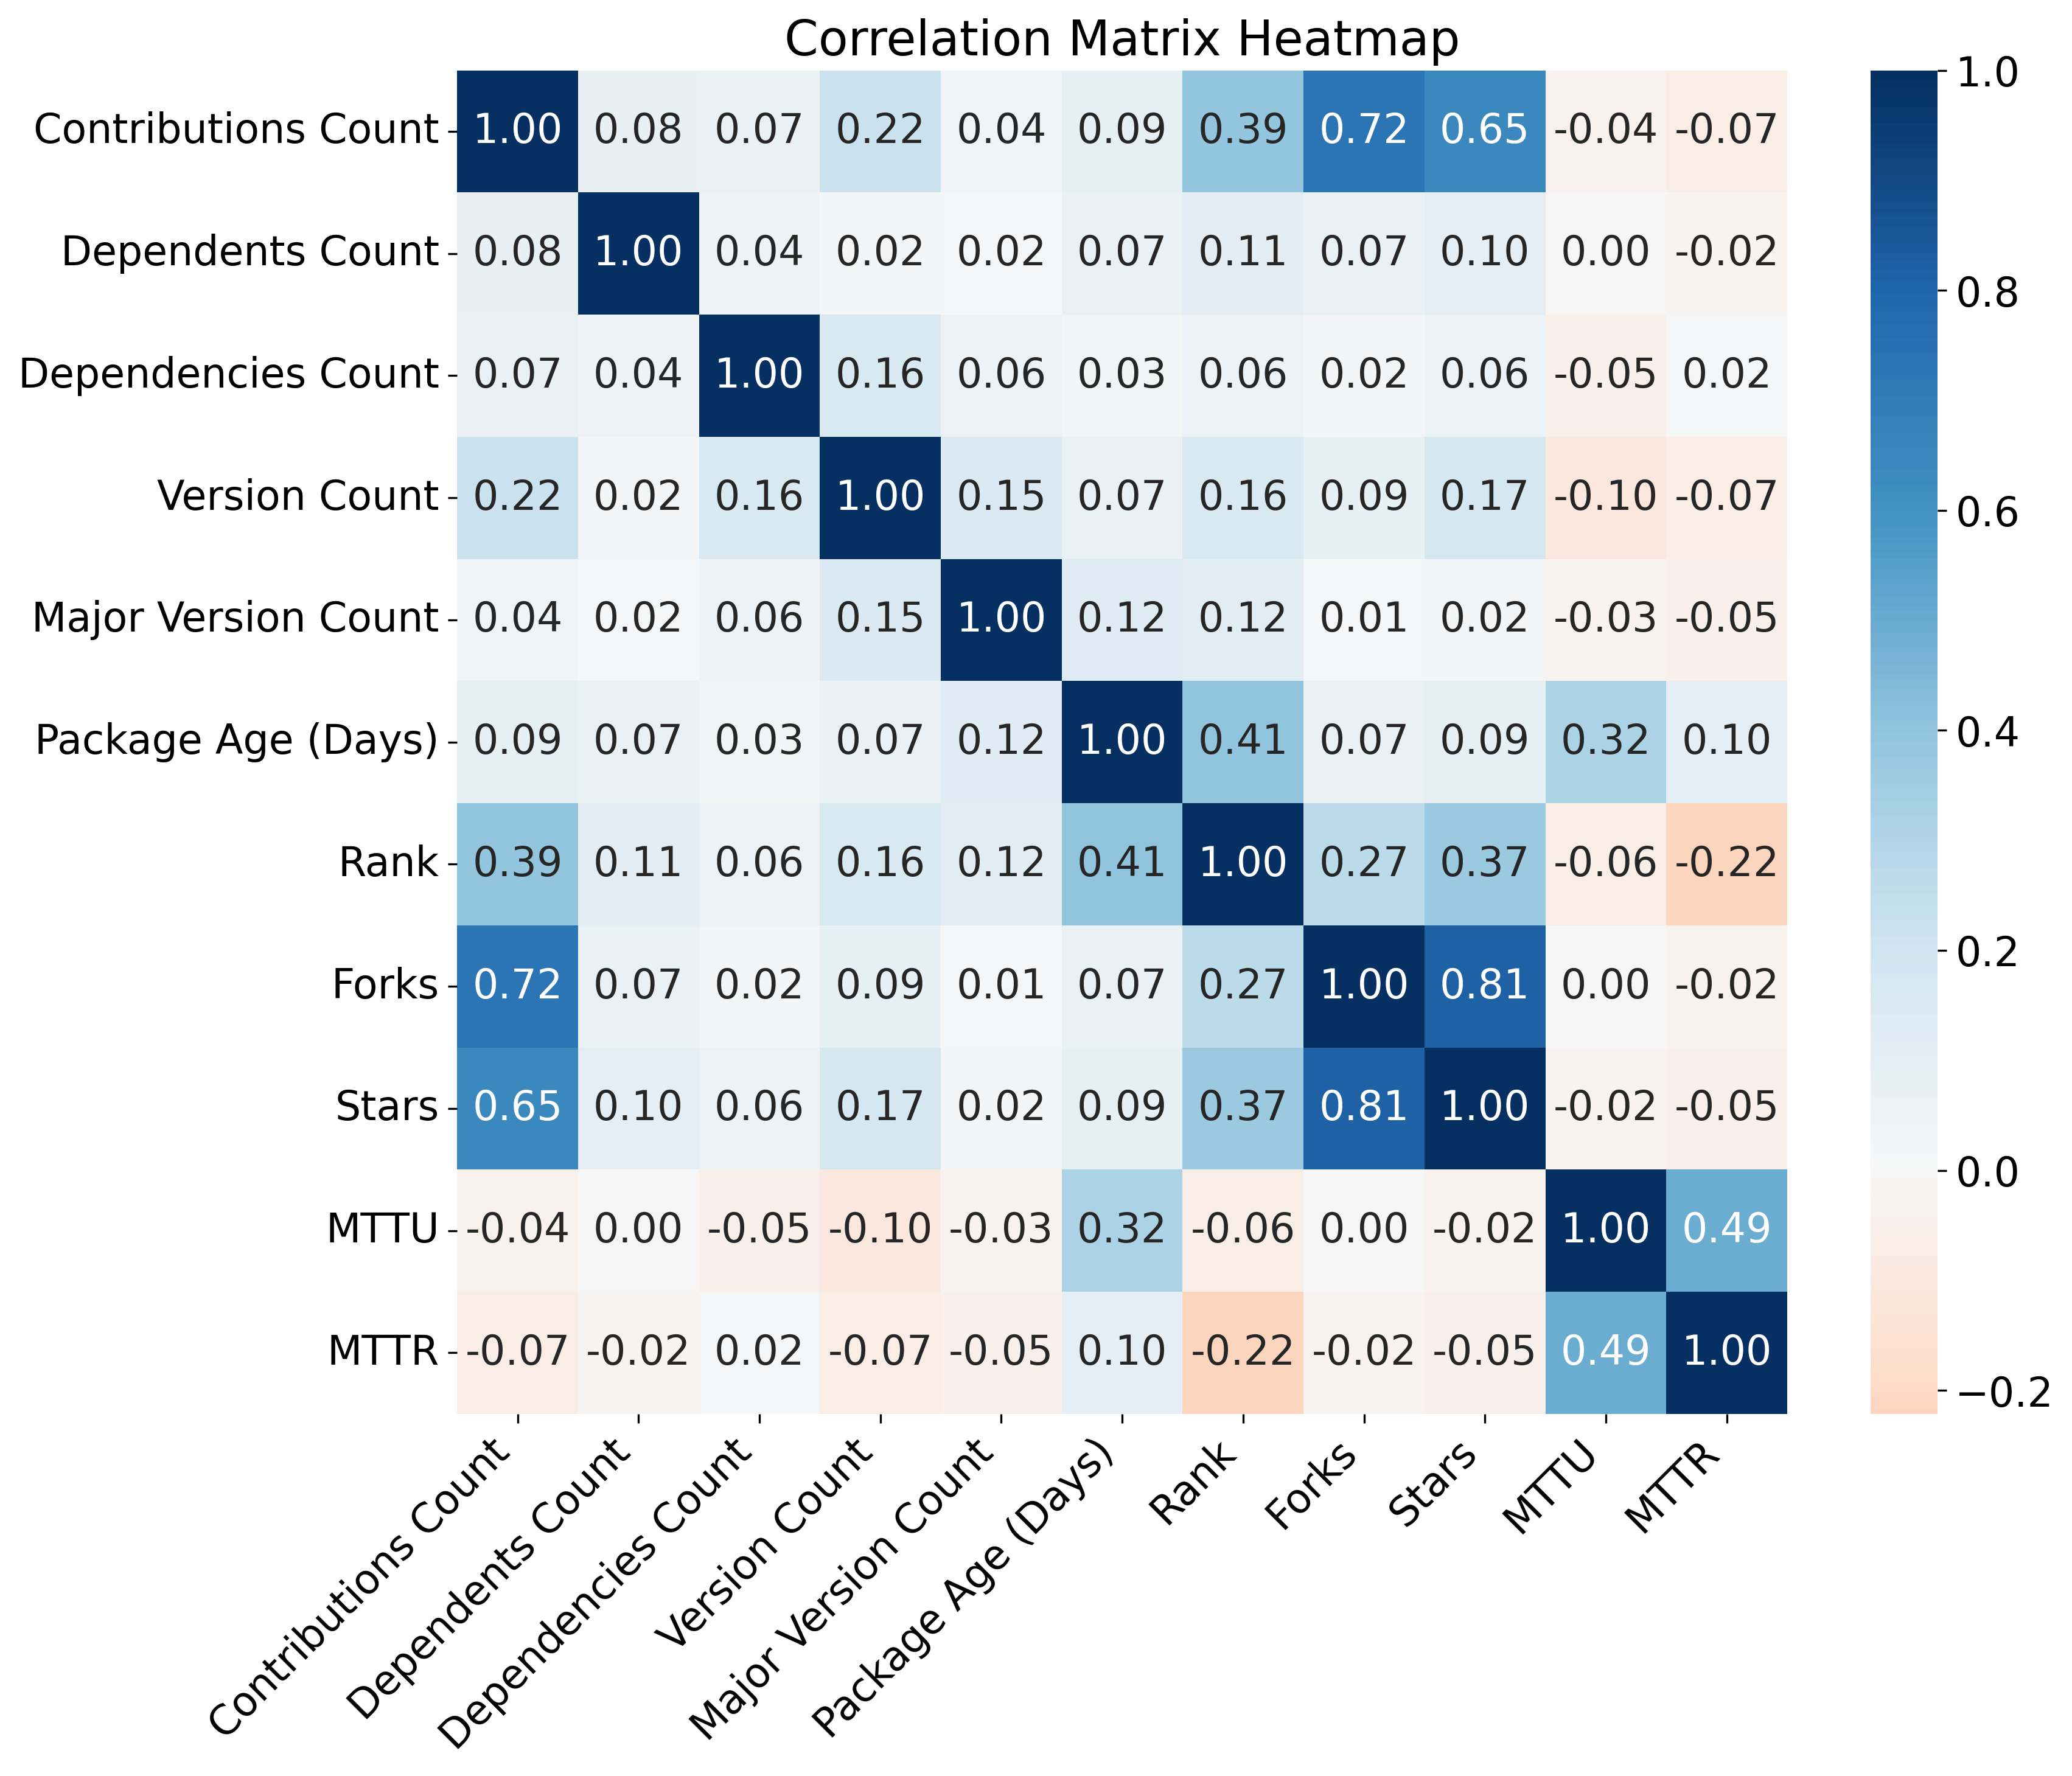 Correlation Matrix Heatmap
Contributions Count 1.00 0.08 0.07 0.22 0.04 0.09 0.39 0.72 0.65 -0.04 -0.07
Dependents Count 0.08 1.00 0.04 0.02 0.02 0.07 0.11 0.07 0.10 0.00 -0.02
Dependencies Count 0.07 0.04 1.00 0.16 0.06 0.03 0.06 0.02 0.06 -0.05 0.02
Version Count 0.22 0.02 0.16 1.00 0.15 0.07 0.16 0.09 0.17 -0.10 -0.07
Major Version Count 0.04 0.02 0.06 0.15 1.00 0.12 0.12 0.01 0.02 -0.03 -0.05
Package Age (Days) 0.09 0.07 0.03 0.07 0.12 1.00 0.41 0.07 0.09 0.32 0.10
Rank 0.39 0.11 0.06 0.16 0.12 0.41 1.00 0.27 0.37 -0.06 -0.22
Forks 0.72 0.07 0.02 0.09 0.01 0.07 0.27 1.00 0.81 0.00 -0.02
Stars 0.65 0.10 0.06 0.17 0.02 0.09 0.37 0.81 1.00 -0.02 -0.05
MTTU -0.04 0.00 -0.05 -0.10 -0.03 0.32 -0.06 0.00 -0.02 1.00 0.49
MTTR -0.07 -0.02 0.02 -0.07 -0.05 0.10 -0.22 -0.02 -0.05 0.49 1.00
Contributions Count
Dependents Count
Dependencies Count
Version Count
Major Version Count
Package Age (Days)
Rank
Forks
Stars
MTTU
MTTR
1.0
0.8
0.6
0.4
0.2
0.0
−0.2